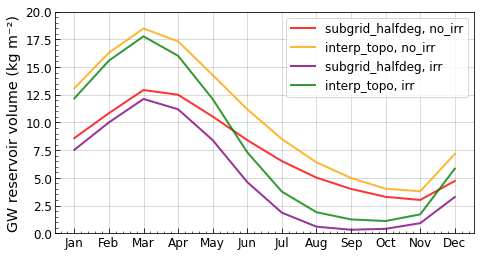 GW reservoir volume (kg m⁻²)
20.0
17.5
15.0
12.5
10.0
7.5
5.0
2.5
0.0
subgrid_halfdeg, no_irr
interp_topo, no_irr
subgrid_halfdeg, irr
interp_topo, irr
Jan Feb Mar Apr May Jun Jul Aug Sep Oct Nov Dec